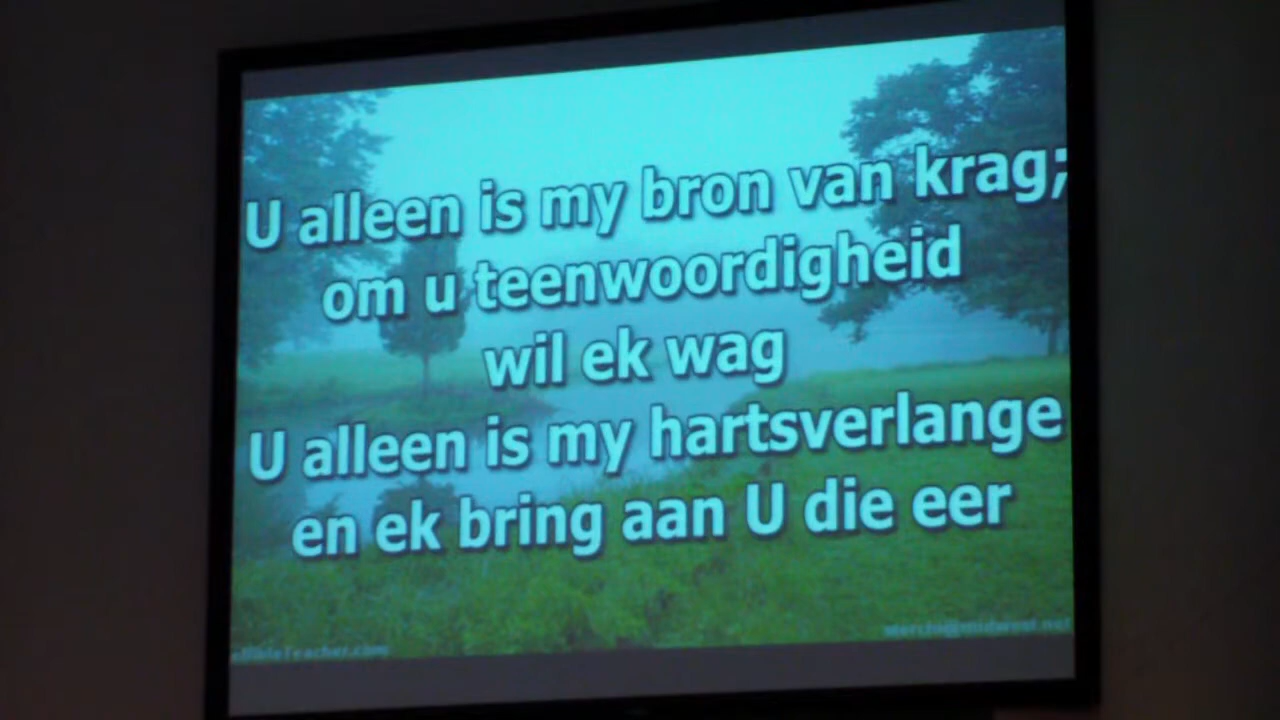 U alleen is my bron van krag;
om u teenwoordigheid
wil ek wag
U alleen is my hartsverlange
en ek bring aan U die eer